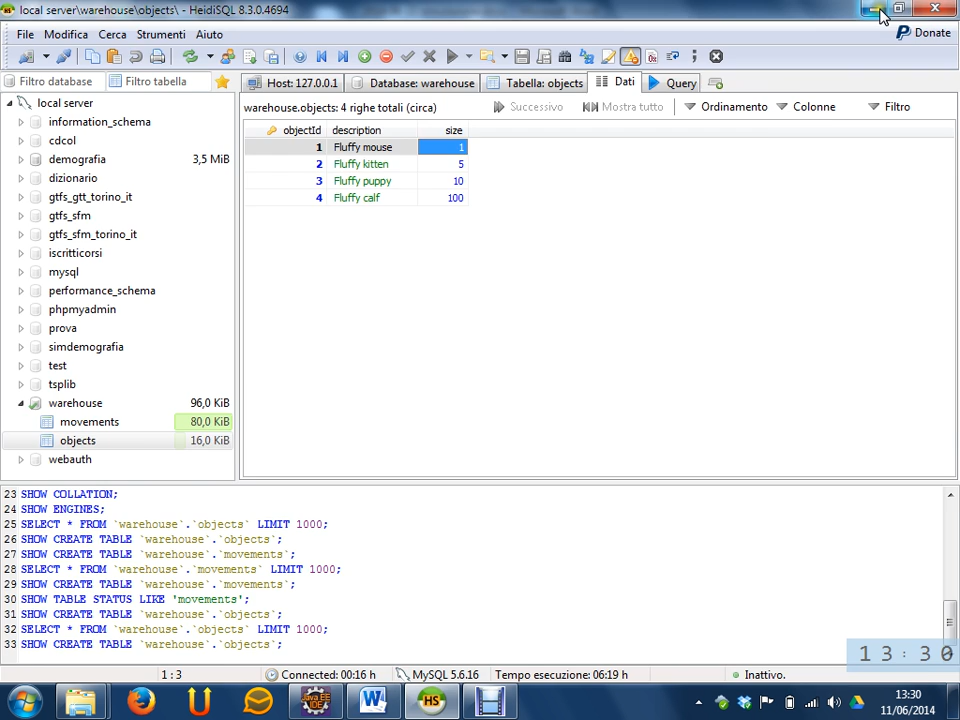 local server\warehouse\objects\ - HeidiSQL 8.3.0.4694
File Modifica Cerca Strumenti Aiuto
Donate
Filtro database Filtro tabella
Host: 127.0.0.1 Database: warehouse Tabella: objects Dati Query
warehouse.objects: 4 righe totali (circa) Successivo Mostra tutto Ordinamento Colonne Filtro
objectId description size
1 Fluffy mouse 1
2 Fluffy kitten 5
3 Fluffy puppy 10
4 Fluffy calf 100
local server
information_schema
cdcol
demografia 3,5 MiB
dizionario
gtfs_gtt_torino_it
gtfs_sfm
gtfs_sfm_torino_it
iscritticorsi
mysql
performance_schema
phpmyadmin
prova
simdemografia
test
tsplib
warehouse 96,0 KiB
movements 80,0 KiB
objects 16,0 KiB
webauth
23 SHOW COLLATION;
24 SHOW ENGINES;
25 SELECT * FROM `warehouse`.`objects` LIMIT 1000;
26 SHOW CREATE TABLE `warehouse`.`objects`;
27 SHOW CREATE TABLE `warehouse`.`movements`;
28 SELECT * FROM `warehouse`.`movements` LIMIT 1000;
29 SHOW CREATE TABLE `warehouse`.`movements`;
30 SHOW TABLE STATUS LIKE 'movements';
31 SHOW CREATE TABLE `warehouse`.`objects`;
32 SELECT * FROM `warehouse`.`objects` LIMIT 1000;
33 SHOW CREATE TABLE `warehouse`.`objects`;
13:30
1 : 3 Connected: 00:16 h MySQL 5.6.16 Tempo esecuzione: 06:19 h Inattivo.
Java EE
IDE
HS
13:30
11/06/2014